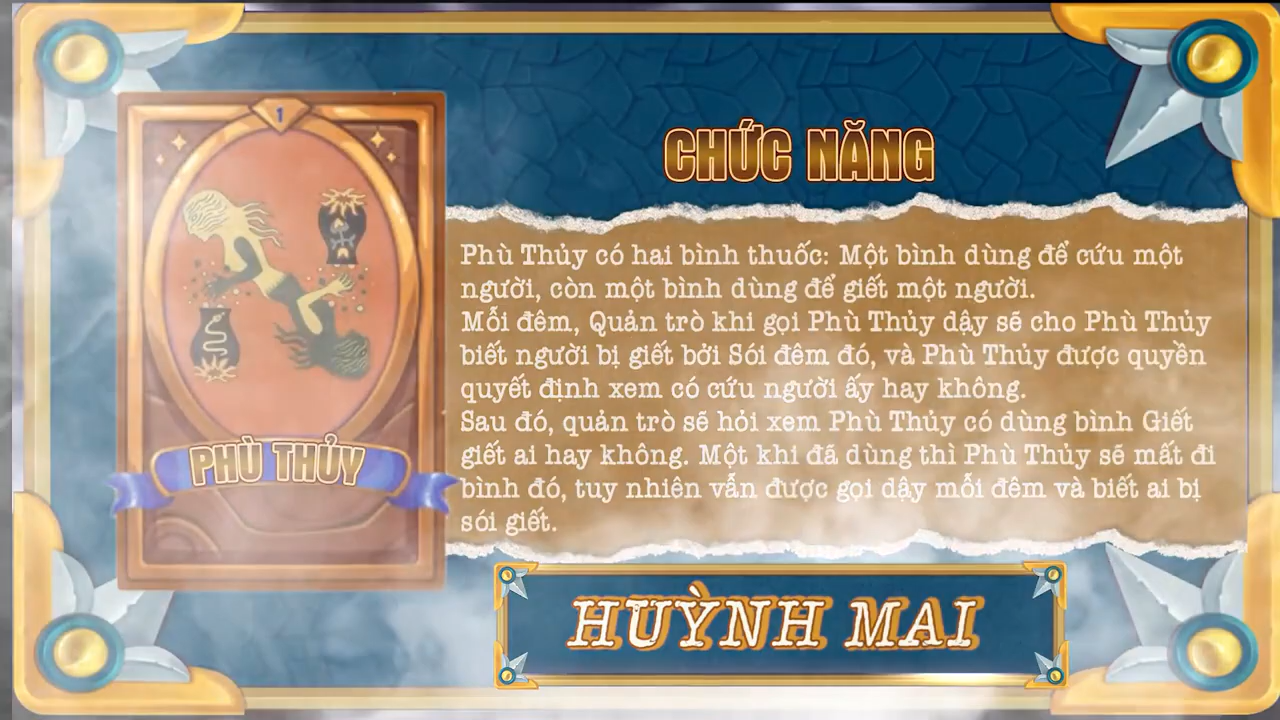 1
PHÙ THỦY
CHỨC NĂNG
Phù Thủy có hai bình thuốc: Một bình dùng để cứu một
người, còn một bình dùng để giết một người.
Mỗi đêm, Quản trò khi gọi Phù Thủy dậy sẽ cho Phù Thủy
biết người bị giết bởi Sói đêm đó, và Phù Thủy được quyền
quyết định xem có cứu người ấy hay không.
Sau đó, quản trò sẽ hỏi xem Phù Thủy có dùng bình Giết
giết ai hay không. Một khi đã dùng thì Phù Thủy sẽ mất đi
bình đó, tuy nhiên vẫn được gọi dậy mỗi đêm và biết ai bị
sói giết.
HUỲNH MAI